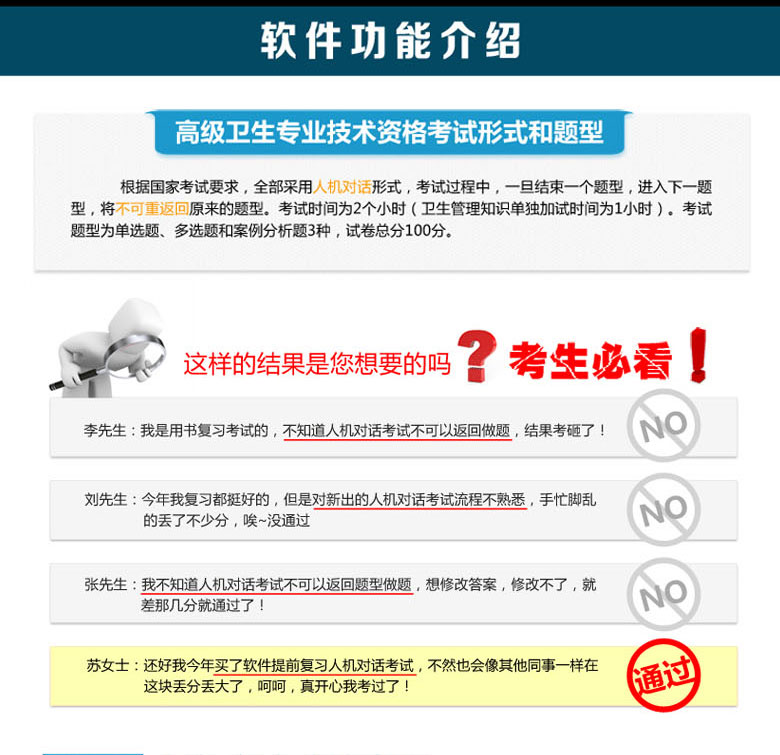 软件功能介绍
高级卫生专业技术资格考试形式和题型
根据国家考试要求，全部采用人机对话形式，考试过程中，一旦结束一个题型，进入下一题
型，将不可重返回原来的题型。考试时间为2个小时（卫生管理知识单独加试时间为1小时）。考试
题型为单选题、多选题和案例分析题3种，试卷总分100分。
这样的结果是您想要的吗？考生必看！
李先生：我是用书复习考试的，不知道人机对话考试不可以返回做题，结果考砸了！
NO
刘先生：今年我复习都挺好的，但是对新出的人机对话考试流程不熟悉，手忙脚乱
的丢了不少分，唉~没通过
NO
张先生：我不知道人机对话考试不可以返回题型做题，想修改答案，修改不了，就
差那几分就通过了！
NO
苏女士：还好我今年买了软件提前复习人机对话考试，不然也会像其他同事一样在
这块丢分丢大了，呵呵，真开心我考过了！
通过